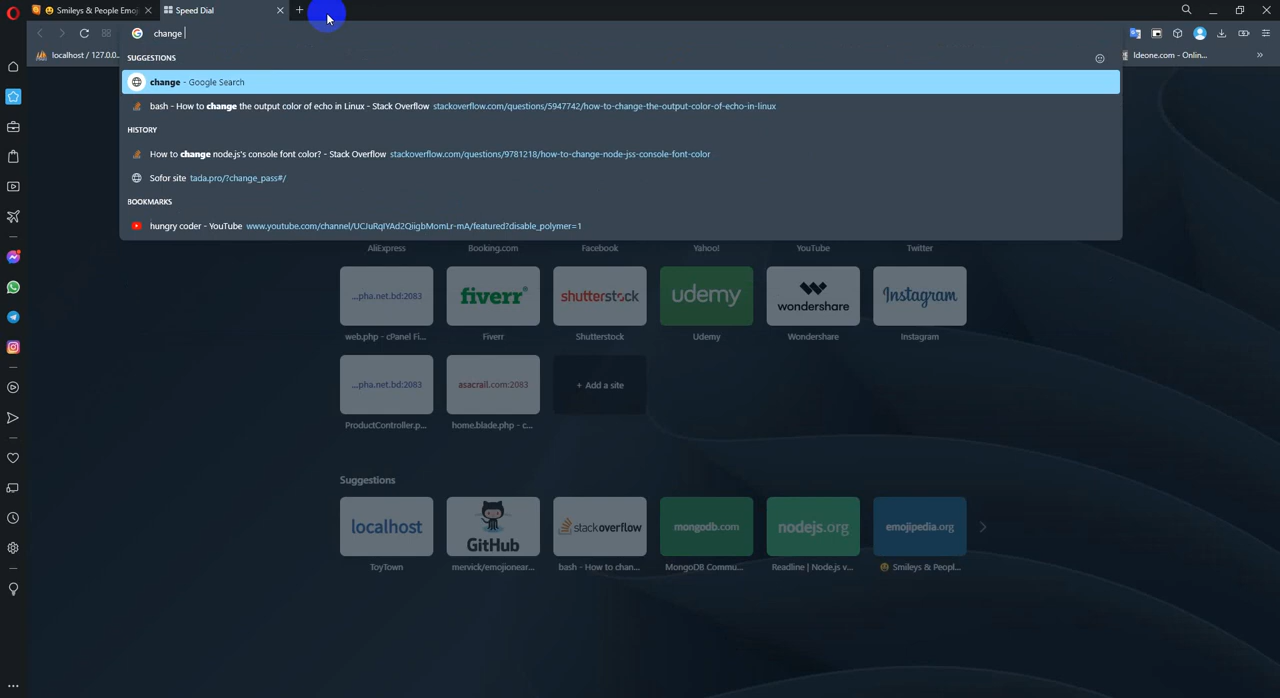 😀 Smileys & People Emo
Speed Dial
change
localhost / 127.0.0...
Ideone.com - Onlin...
SUGGESTIONS
change - Google Search
bash - How to change the output color of echo in Linux - Stack Overflow stackoverflow.com/questions/5947742/how-to-change-the-output-color-of-echo-in-linux
HISTORY
How to change node.js's console font color? - Stack Overflow stackoverflow.com/questions/9781218/how-to-change-node-jss-console-font-color
Sofor site tada.pro/?change_pass#/
BOOKMARKS
hungry coder - YouTube www.youtube.com/channel/UCJuRqIYAd2QiigbMomLr-mA/featured?disable_polymer=1
AliExpress
Booking.com
Facebook
Yahoo!
YouTube
Twitter
...pha.net.bd:2083
fiverr
shutterstock
udemy
wondershare
Instagram
web.php - cPanel Fi...
Fiverr
Shutterstock
Udemy
Wondershare
Instagram
...pha.net.bd:2083
asacrail.com:2083
+ Add a site
ProductController.p...
home.blade.php - c...
Suggestions
localhost
GitHub
stackoverflow
mongodb.com
nodejs.org
emojipedia.org
ToyTown
mervick/emojionear...
bash - How to chan...
MongoDB Commu...
Readline | Node.js v...
😀 Smileys & Peopl...